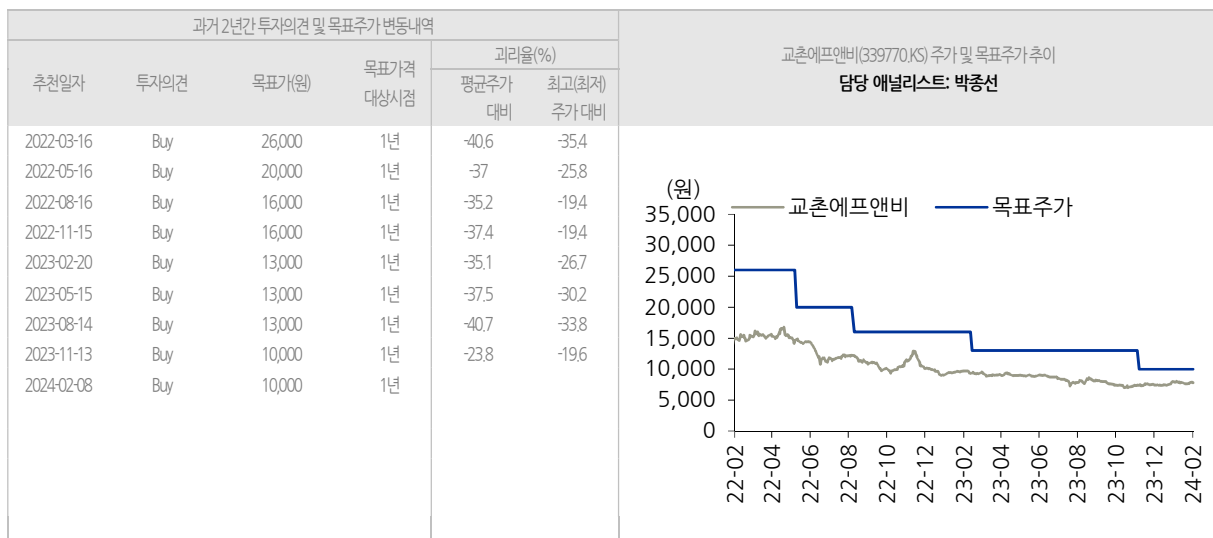 과거 2년간 투자의견 및 목표주가 변동내역
추천일자 투자의견 목표가(원) 목표가격 대상시점 괴리율(%)
평균주가 대비 최고(최저) 주가 대비
2022-03-16 Buy 26,000 1년 -40.6 -35.4
2022-05-16 Buy 20,000 1년 -37 -25.8
2022-08-16 Buy 16,000 1년 -35.2 -19.4
2022-11-15 Buy 16,000 1년 -37.4 -19.4
2023-02-20 Buy 13,000 1년 -35.1 -26.7
2023-05-15 Buy 13,000 1년 -37.5 -30.2
2023-08-14 Buy 13,000 1년 -40.7 -33.8
2023-11-13 Buy 10,000 1년 -23.8 -19.6
2024-02-08 Buy 10,000 1년
교촌에프앤비(339770.KS) 주가 및 목표주가 추이
담당 애널리스트: 박종선
(원)
교촌에프앤비 목표주가
35,000
30,000
25,000
20,000
15,000
10,000
5,000
0
22-02 22-04 22-06 22-08 22-10 22-12 23-02 23-04 23-06 23-08 23-10 23-12 24-02